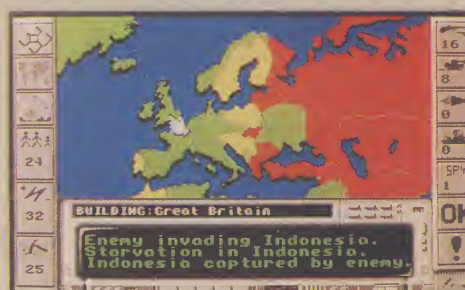 16
8
0
24
8
SPY
1
32
BUILDING:Great Britain
OK
Enemy invading Indonesia.
Starvation in Indonesia.
Indonesia captured by enemy.
!
25